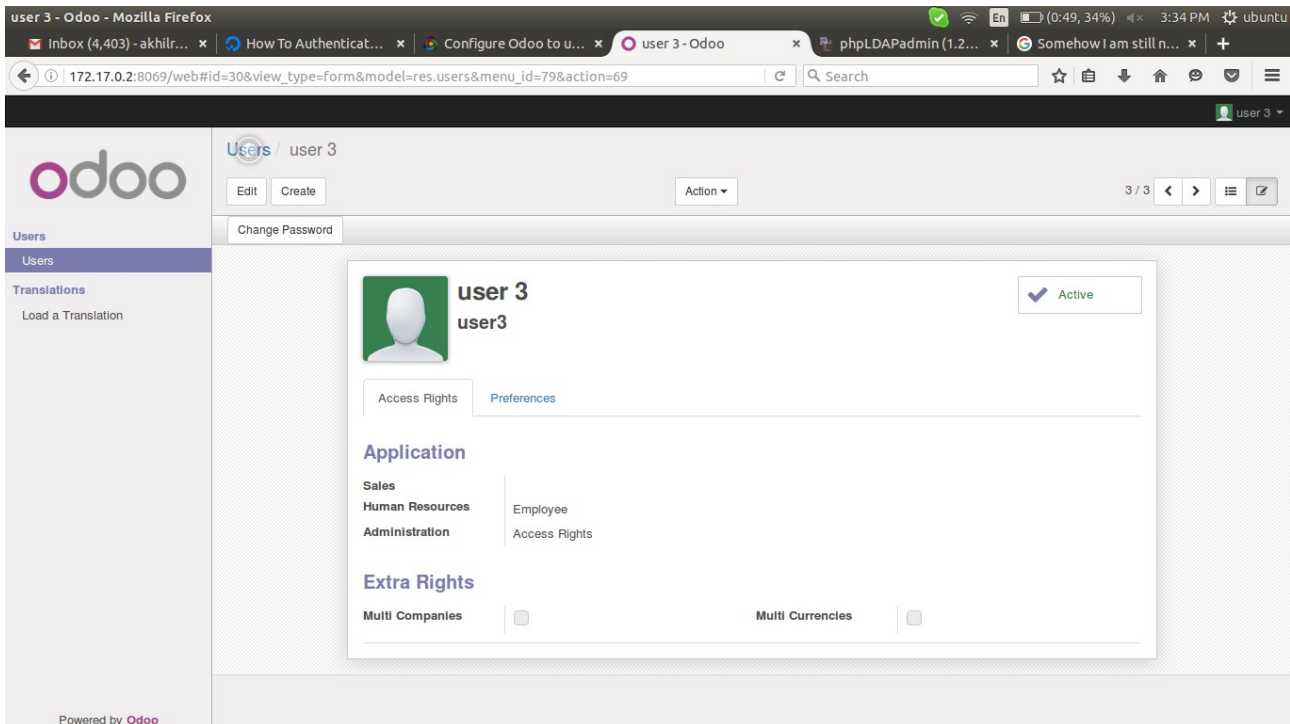 user 3 - Odoo - Mozilla Firefox
En (0:49, 34%) 3:34 PM ubuntu
Inbox (4,403) - akhilr... × How To Authenticat... × Configure Odoo to u... × user 3 - Odoo × phpLDAPadmin (1.2... × Somehow I am still n... × +
172.17.0.2:8069/web#id=30&view_type=form&model=res.users&menu_id=79&action=69 Search
user 3
odoo
Users / user 3
Edit Create Action 3 / 3
Change Password
Users
Users
Translations
Load a Translation
user 3
user3
Active
Access Rights Preferences
Application
Sales
Human Resources Employee
Administration Access Rights
Extra Rights
Multi Companies Multi Currencies
Powered by Odoo